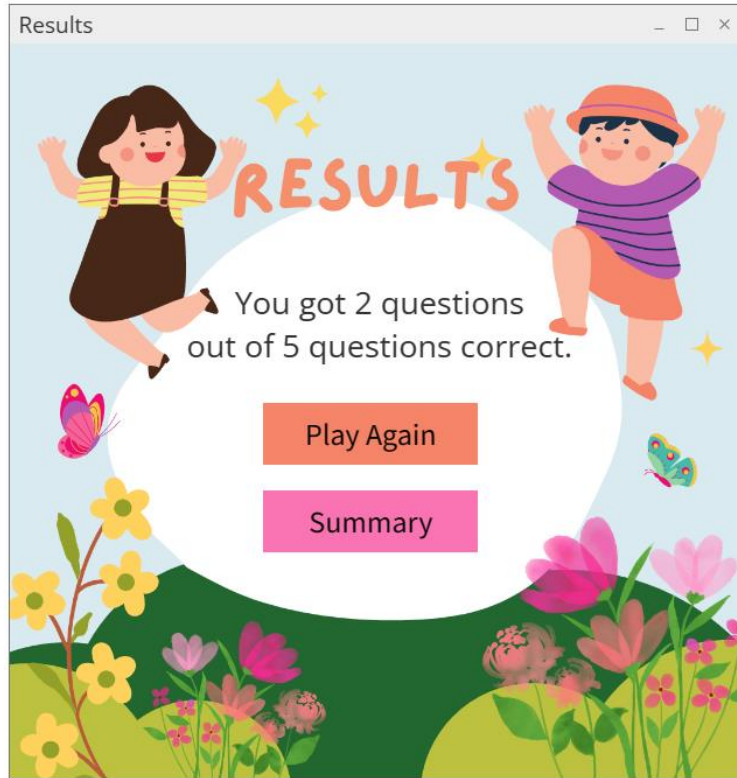 Results
RESULTS
You got 2 questions
out of 5 questions correct.
Play Again
Summary